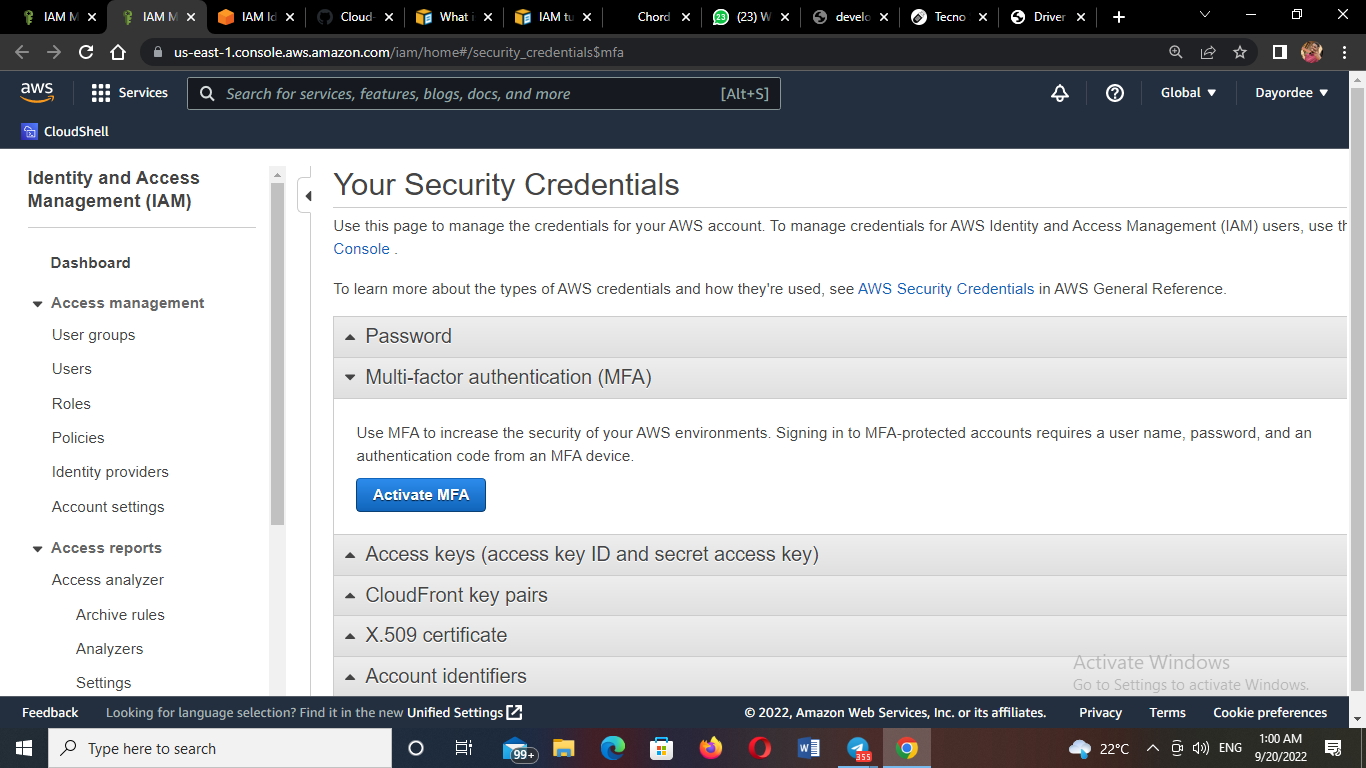 IAM M
IAM M
IAM Id
Cloud-
What i
IAM tu
Chord
(23) W
develo
Tecno
Driver
us-east-1.console.aws.amazon.com/iam/home#/security_credentials$mfa
aws
Services
Search for services, features, blogs, docs, and more
[Alt+S]
Global
Dayordee
CloudShell
Identity and Access
Management (IAM)
Dashboard
Access management
User groups
Users
Roles
Policies
Identity providers
Account settings
Access reports
Access analyzer
Archive rules
Analyzers
Settings
Your Security Credentials
Use this page to manage the credentials for your AWS account. To manage credentials for AWS Identity and Access Management (IAM) users, use th
Console .
To learn more about the types of AWS credentials and how they're used, see AWS Security Credentials in AWS General Reference.
Password
Multi-factor authentication (MFA)
Use MFA to increase the security of your AWS environments. Signing in to MFA-protected accounts requires a user name, password, and an
authentication code from an MFA device.
Activate MFA
Access keys (access key ID and secret access key)
CloudFront key pairs
X.509 certificate
Account identifiers
Activate Windows
Go to Settings to activate Windows.
Feedback
Looking for language selection? Find it in the new Unified Settings
© 2022, Amazon Web Services, Inc. or its affiliates.
Privacy
Terms
Cookie preferences
Type here to search
99+
355
22°C
ENG
1:00 AM
9/20/2022